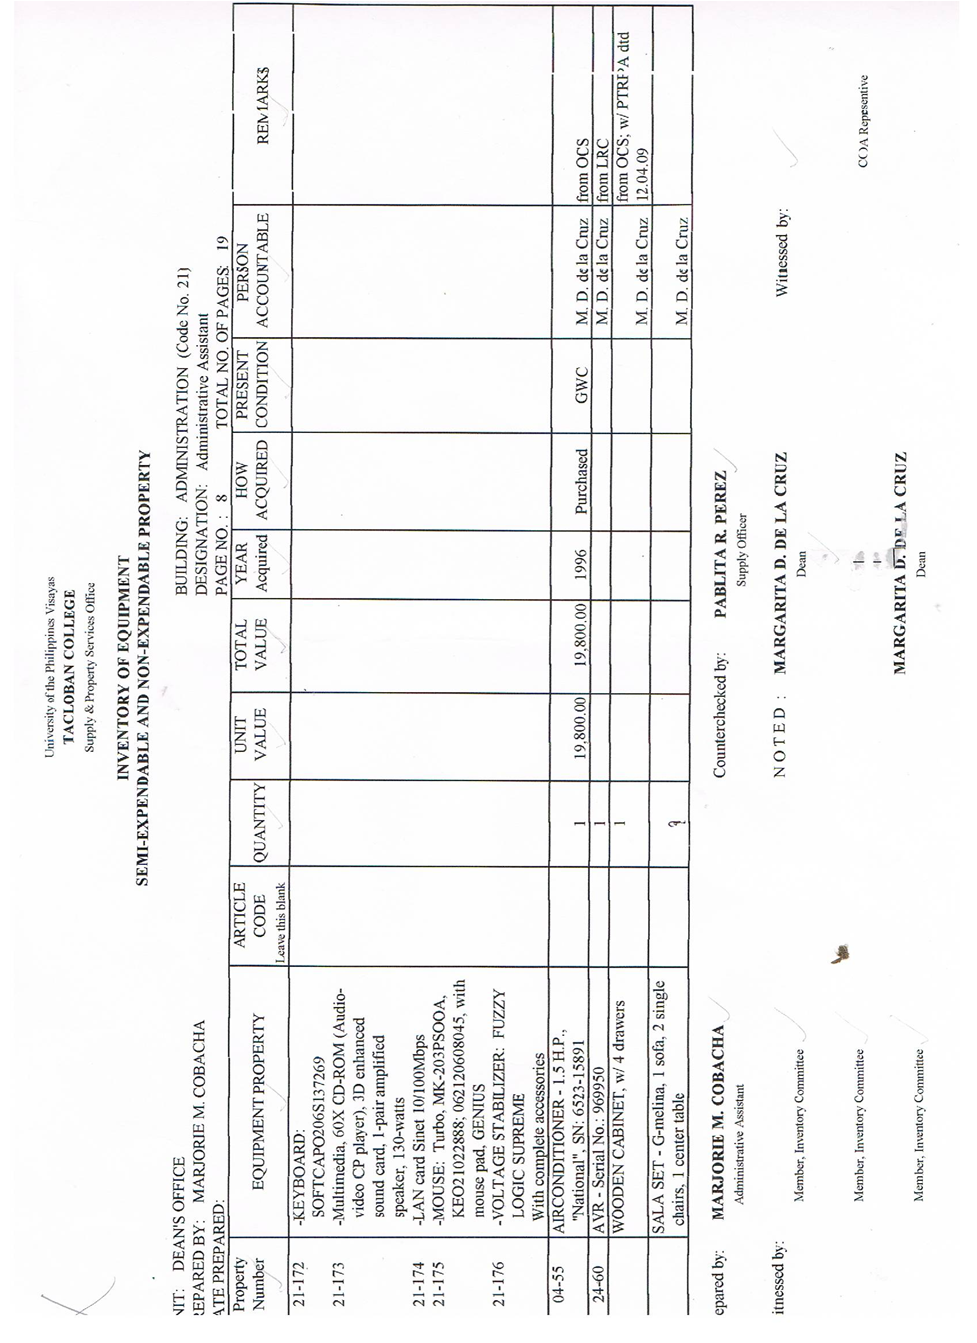 University of the Philippines Visayas
TACLOBAN COLLEGE
Supply & Property Services Office
INVENTORY OF EQUIPMENT
SEMI-EXPENDABLE AND NON-EXPENDABLE PROPERTY
NIT: DEAN'S OFFICE BUILDING: ADMINISTRATION (Code No. 21)
REPARED BY: MARJORIE M. COBACHA DESIGNATION: Administrative Assistant
ATE PREPARED: PAGE NO. : 8 TOTAL NO. OF PAGES: 19
Property Number EQUIPMENT/PROPERTY ARTICLE CODE Leave this blank QUANTITY UNIT VALUE TOTAL VALUE YEAR Acquired HOW ACQUIRED PRESENT CONDITION PERSON ACCOUNTABLE REMARKS
21-172 -KEYBOARD:
SOFTCAPO206S137269
21-173 -Multimedia, 60X CD-ROM (Audio-
video CP player), 3D enhanced
sound card, 1-pair amplified
speaker, 130-watts
21-174 -LAN card Sinet 10/100Mbps
21-175 -MOUSE: Turbo, MK-203PSOOA,
KEO21022888; 062120608045, with
mouse pad, GENIUS
21-176 -VOLTAGE STABILIZER: FUZZY
LOGIC SUPREME
With complete accessories
04-55 AIRCONDITIONER - 1.5 H.P.,
"National", SN: 6523-15891 1 19,800.00 19,800.00 1996 Purchased GWC M. D. de la Cruz from OCS
24-60 AVR - Serial No.: 969950 1 M. D. de la Cruz from LRC
WOODEN CABINET, w/ 4 drawers 1 from OCS; w/ PTRPA dtd
M. D. de la Cruz 12.04.09
SALA SET - G-melina, 1 sofa, 2 single
chairs, 1 center table M. D. de la Cruz
epared by: MARJORIE M. COBACHA Counterchecked by: PABLITA R. PEREZ
Administrative Assistant Supply Officer
itnessed by: NOTED : MARGARITA D. DE LA CRUZ Witnessed by:
Member, Inventory Committee Dean
Member, Inventory Committee COA Repesentive
MARGARITA D. DE LA CRUZ
Member, Inventory Committee Dean